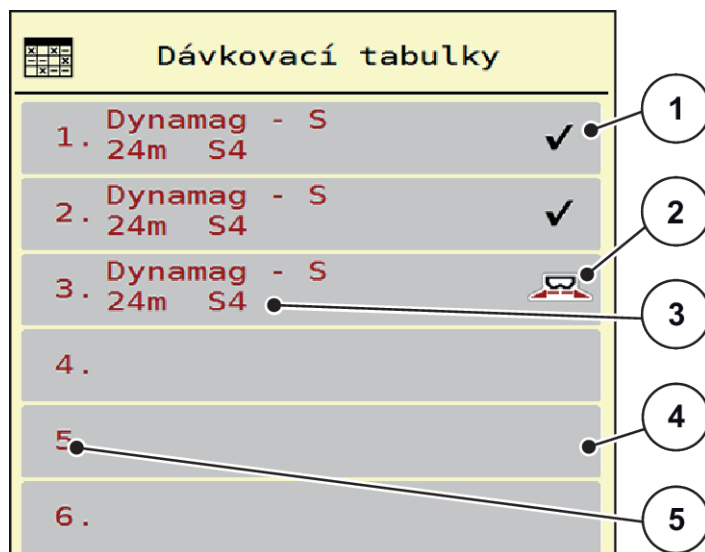 Dávkovací tabulky
1. Dynamag - S
24m S4
1
2. Dynamag - S
24m S4
2
3. Dynamag - S
24m S4
3
4.
5
4
6.
5